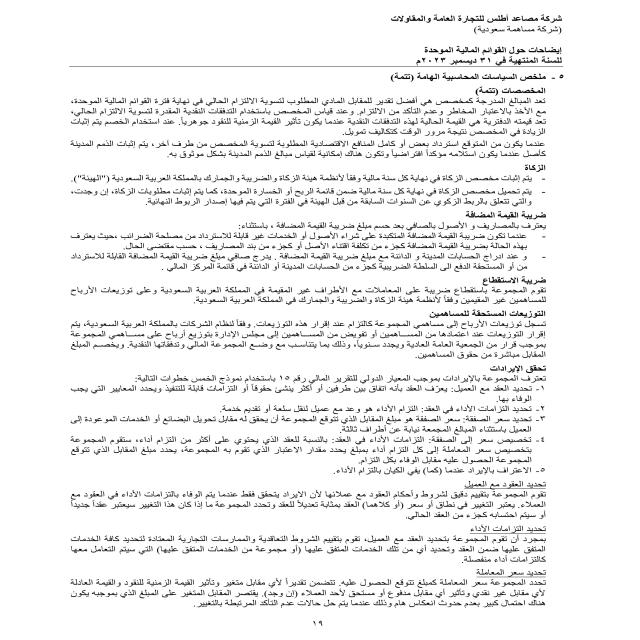 شركة مصاعد أطلس للتجارة العامة والمقاولات
(شركة مساهمة سعودية)
إيضاحات حول القوائم المالية الموحدة
للسنة المنتهية في ٣١ ديسمبر ٢٠٢٣م
٥ - ملخص السياسات المحاسبية الهامة (تتمة)
المخصصات (تتمة)
تعد المبالغ المدرجة كمخصص هي أفضل تقدير للمقابل المادي المطلوب لتسوية الالتزام الحالي في نهاية فترة القوائم المالية الموحدة،
مع الأخذ بالاعتبار المخاطر وعدم التأكد من الالتزام. وعند قياس المخصص باستخدام التدفقات النقدية المقدرة لتسوية الالتزام الحالي،
تعد قيمته الدفترية هي القيمة الحالية لهذه التدفقات النقدية عندما يكون تأثير القيمة الزمنية للنقود جوهرياً. عند استخدام الخصم يتم إثبات
الزيادة في المخصص نتيجة مرور الوقت كتكاليف تمويل.
عندما يكون من المتوقع استرداد بعض أو كامل المنافع الاقتصادية المطلوبة لتسوية المخصص من طرف آخر، يتم إثبات الذمم المدينة
كأصل عندما يكون استلامه مؤكداً افتراضياً وتكون هناك إمكانية لقياس مبالغ الذمم المدينة بشكل موثوق به.
الزكاة
- يتم إثبات مخصص الزكاة في نهاية كل سنة مالية وفقاً لأنظمة هيئة الزكاة والضريبة والجمارك بالمملكة العربية السعودية ("الهيئة").
- يتم تحميل مخصص الزكاة في نهاية كل سنة مالية ضمن قائمة الربح أو الخسارة الموحدة، كما يتم إثبات مطلوبات الزكاة، إن وجدت،
والتي تتعلق بالربط الزكوي عن السنوات السابقة من قبل الهيئة في الفترة التي يتم فيها إصدار الربوط النهائية.
ضريبة القيمة المضافة
يعترف بالمصاريف و الأصول بالصافي بعد حسم مبلغ ضريبة القيمة المضافة ، باستثناء:
- عندما تكون ضريبة القيمة المضافة المتكبدة على شراء الأصول أو الخدمات غير قابلة للاسترداد من مصلحة الضرائب ،حيث يعترف
بهذه الحالة بضريبة القيمة المضافة كجزء من تكلفة اقتناء الأصل أو كجزء من بند المصاريف ، حسب مقتضى الحال.
- و عند ادراج الحسابات المدينة و الدائنة مع مبلغ ضريبة القيمة المضافة . يدرج صافي مبلغ ضريبة القيمة المضافة القابلة للاسترداد
من أو المستحقة الدفع الى السلطة الضريبية كجزء من الحسابات المدينة أو الدائنة في قائمة المركز المالي .
ضريبة الاستقطاع
تقوم المجموعة باستقطاع ضريبة على المعاملات مع الأطراف غير المقيمة في المملكة العربية السعودية وعلى توزيعات الأرباح
للمساهمين غير المقيمين وفقاً لأنظمة هيئة الزكاة والضريبة والجمارك في المملكة العربية السعودية.
التوزيعات المستحقة للمساهمين
تسجل توزيعات الأرباح إلى مساهمي المجموعة كالتزام عند إقرار هذه التوزيعات. وفقاً لنظام الشركات بالمملكة العربية السعودية، يتم
إقرار التوزيعات عند اعتمادها من المساهمين أو تفويض من المساهمين إلى مجلس الإدارة بتوزيع أرباح على مساهمي المجموعة
بموجب قرار من الجمعية العامة العادية ويجدد سنوياً، وذلك بما يتناسب مع وضع المجموعة المالي وتدفقاتها النقدية. ويخصم المبلغ
المقابل مباشرة من حقوق المساهمين.
تحقق الإيرادات
تعترف المجموعة بالإيرادات بموجب المعيار الدولي للتقرير المالي رقم ١٥ باستخدام نموذج الخمس خطوات التالية:
١- تحديد العقد مع العميل: يعرّف العقد بأنه اتفاق بين طرفين أو أكثر ينشئ حقوقاً أو التزامات قابلة للتنفيذ ويحدد المعايير التي يجب
الوفاء بها.
٢- تحديد التزامات الأداء في العقد: التزام الأداء هو وعد مع عميل لنقل سلعة أو تقديم خدمة.
٣- تحديد سعر الصفقة: سعر الصفقة هو مبلغ المقابل الذي تتوقع المجموعة أن يحقق له مقابل تحويل البضائع أو الخدمات الموعودة إلى
العميل باستثناء المبالغ المجمعة نيابة عن أطراف ثالثة.
٤- تخصيص سعر إلى الصفقة: التزامات الأداء في العقد: بالنسبة للعقد الذي يحتوي على أكثر من التزام أداء، ستقوم المجموعة
بتخصيص سعر المعاملة إلى كل التزام أداء بمبلغ يحدد مقدار الاعتبار الذي تقوم به المجموعة، يحدد مبلغ المقابل الذي تتوقع
المجموعة الحصول عليه مقابل الوفاء بكل التزام.
٥- الاعتراف بالإيراد عندما (كما) يفي الكيان بالتزام الأداء.
تحديد العقود مع العميل
تقوم المجموعة بتقييم دقيق لشروط وأحكام العقود مع عملائها لأن الايراد يتحقق فقط عندما يتم الوفاء بالتزامات الأداء في العقود مع
العملاء. يعتبر التغيير في نطاق أو سعر (أو كلاهما) العقد بمثابة تعديلاً للعقد وتحدد المجموعة ما إذا كان هذا التغيير سيعتبر عقداً جديداً
أو سيتم احتسابه كجزء من العقد الحالي.
تحديد التزامات الأداء
بمجرد أن تقوم المجموعة بتحديد العقد مع العميل، تقوم بتقييم الشروط التعاقدية والممارسات التجارية المعتادة لتحديد كافة الخدمات
المتفق عليها ضمن العقد وتحديد أي من تلك الخدمات المتفق عليها (أو مجموعة من الخدمات المتفق عليها) التي سيتم التعامل معها
كالتزامات أداء منفصلة.
تحديد سعر المعاملة
تحدد المجموعة سعر المعاملة كمبلغ تتوقع الحصول عليه. تتضمن تقديراً لأي مقابل متغير وتأثير القيمة الزمنية للنقود والقيمة العادلة
لأي مقابل غير نقدي وتأثير أي مقابل مدفوع أو مستحق لأحد العملاء (إن وجد). يقتصر المقابل المتغير على المبلغ الذي بموجبه يكون
هناك احتمال كبير بعدم حدوث انعكاس هام وذلك عندما يتم حل حالات عدم التأكد المرتبطة بالتغيير.
١٩